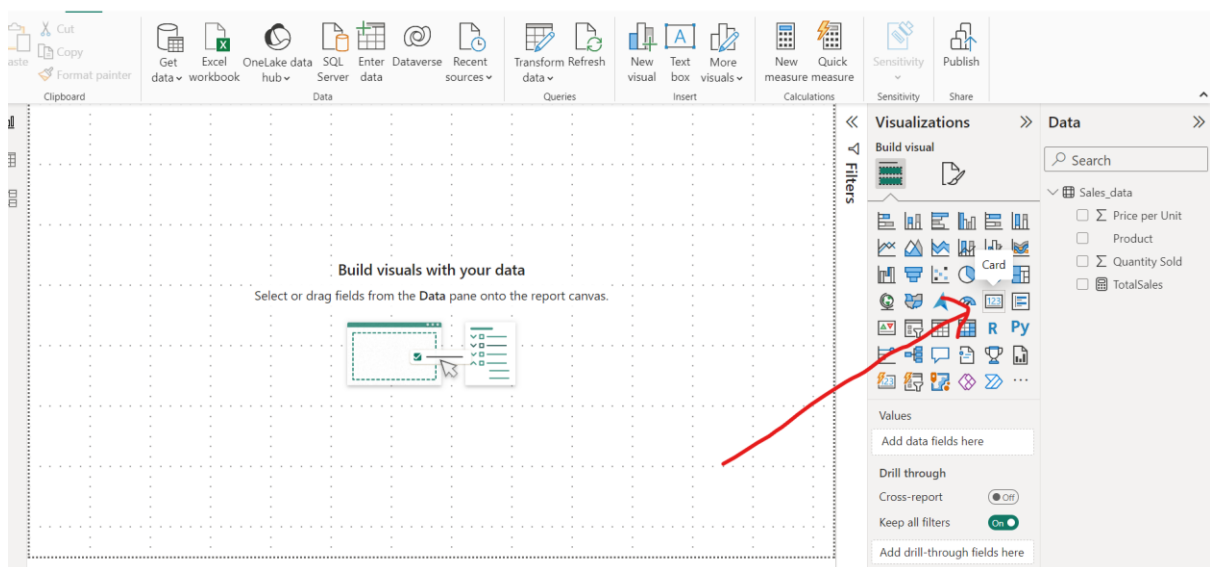 Cut
Copy
Format painter
Clipboard
Get data
Excel workbook
OneLake data hub
SQL Server
Enter data
Dataverse
Recent sources
Data
Transform data
Refresh
Queries
New visual
Text box
More visuals
Insert
New measure
Quick measure
Calculations
Sensitivity
Sensitivity
Publish
Share
Filters
Visualizations
Build visual
Card
123
R
Py
123
Values
Add data fields here
Drill through
Cross-report
Off
Keep all filters
On
Add drill-through fields here
Data
Search
Sales_data
Σ Price per Unit
Product
Σ Quantity Sold
TotalSales
Build visuals with your data
Select or drag fields from the Data pane onto the report canvas.